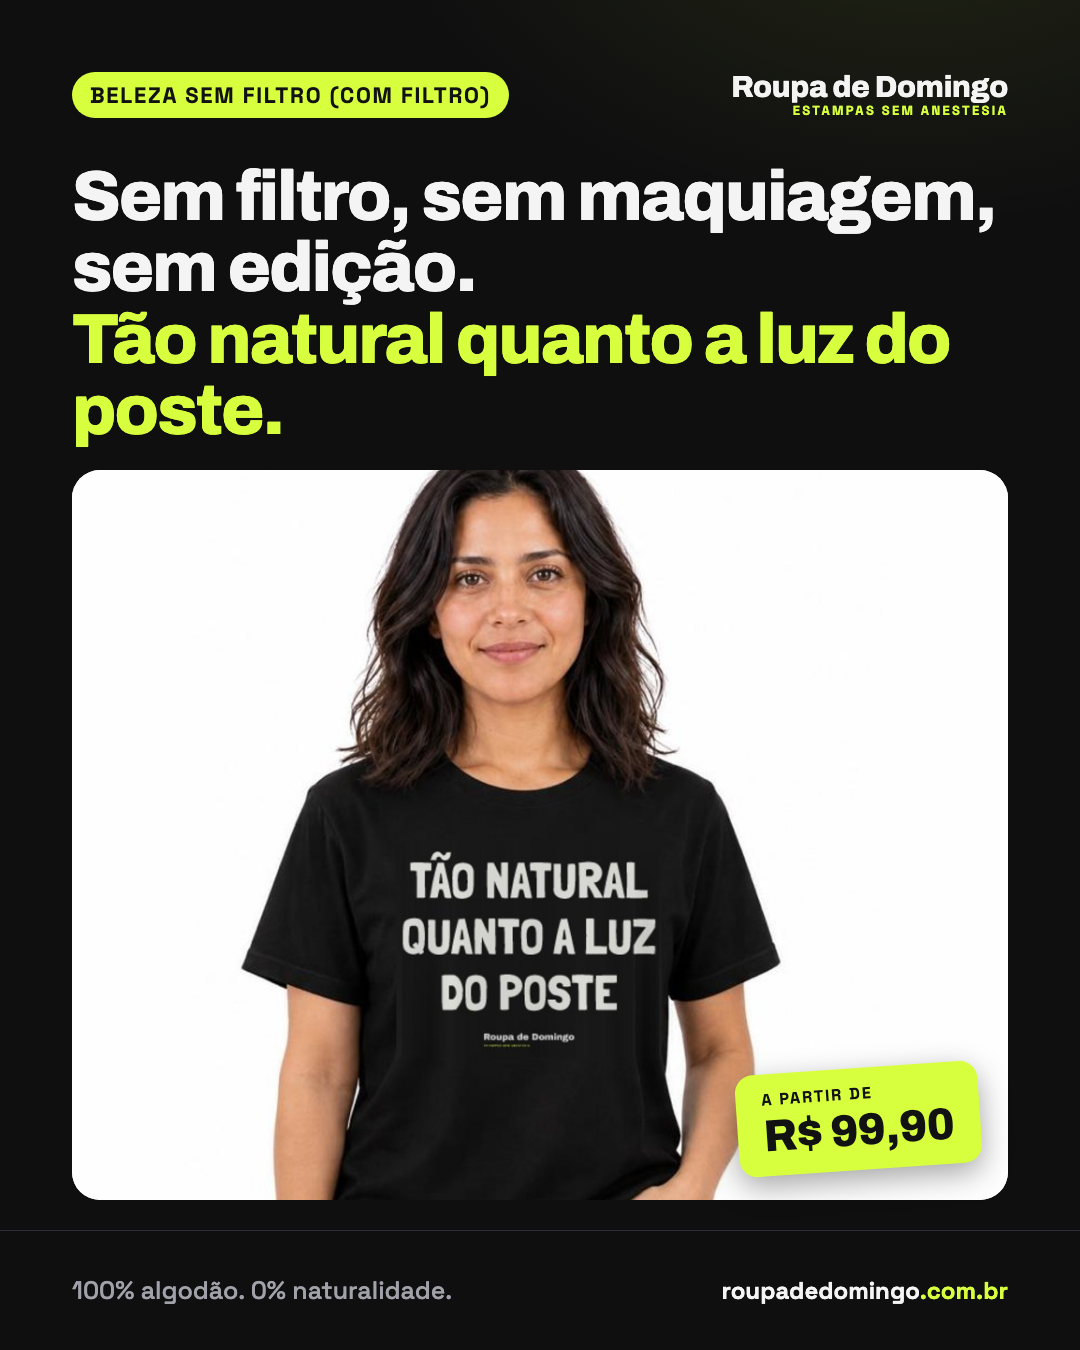 BELEZA SEM FILTRO (COM FILTRO)
Roupa de Domingo
ESTAMPAS SEM ANESTESIA
Sem filtro, sem maquiagem,
sem edição.
Tão natural quanto a luz do
poste.
TÃO NATURAL
QUANTO A LUZ
DO POSTE
Roupa de Domingo
A PARTIR DE
R$ 99,90
100% algodão. 0% naturalidade.
roupadedomingo.com.br